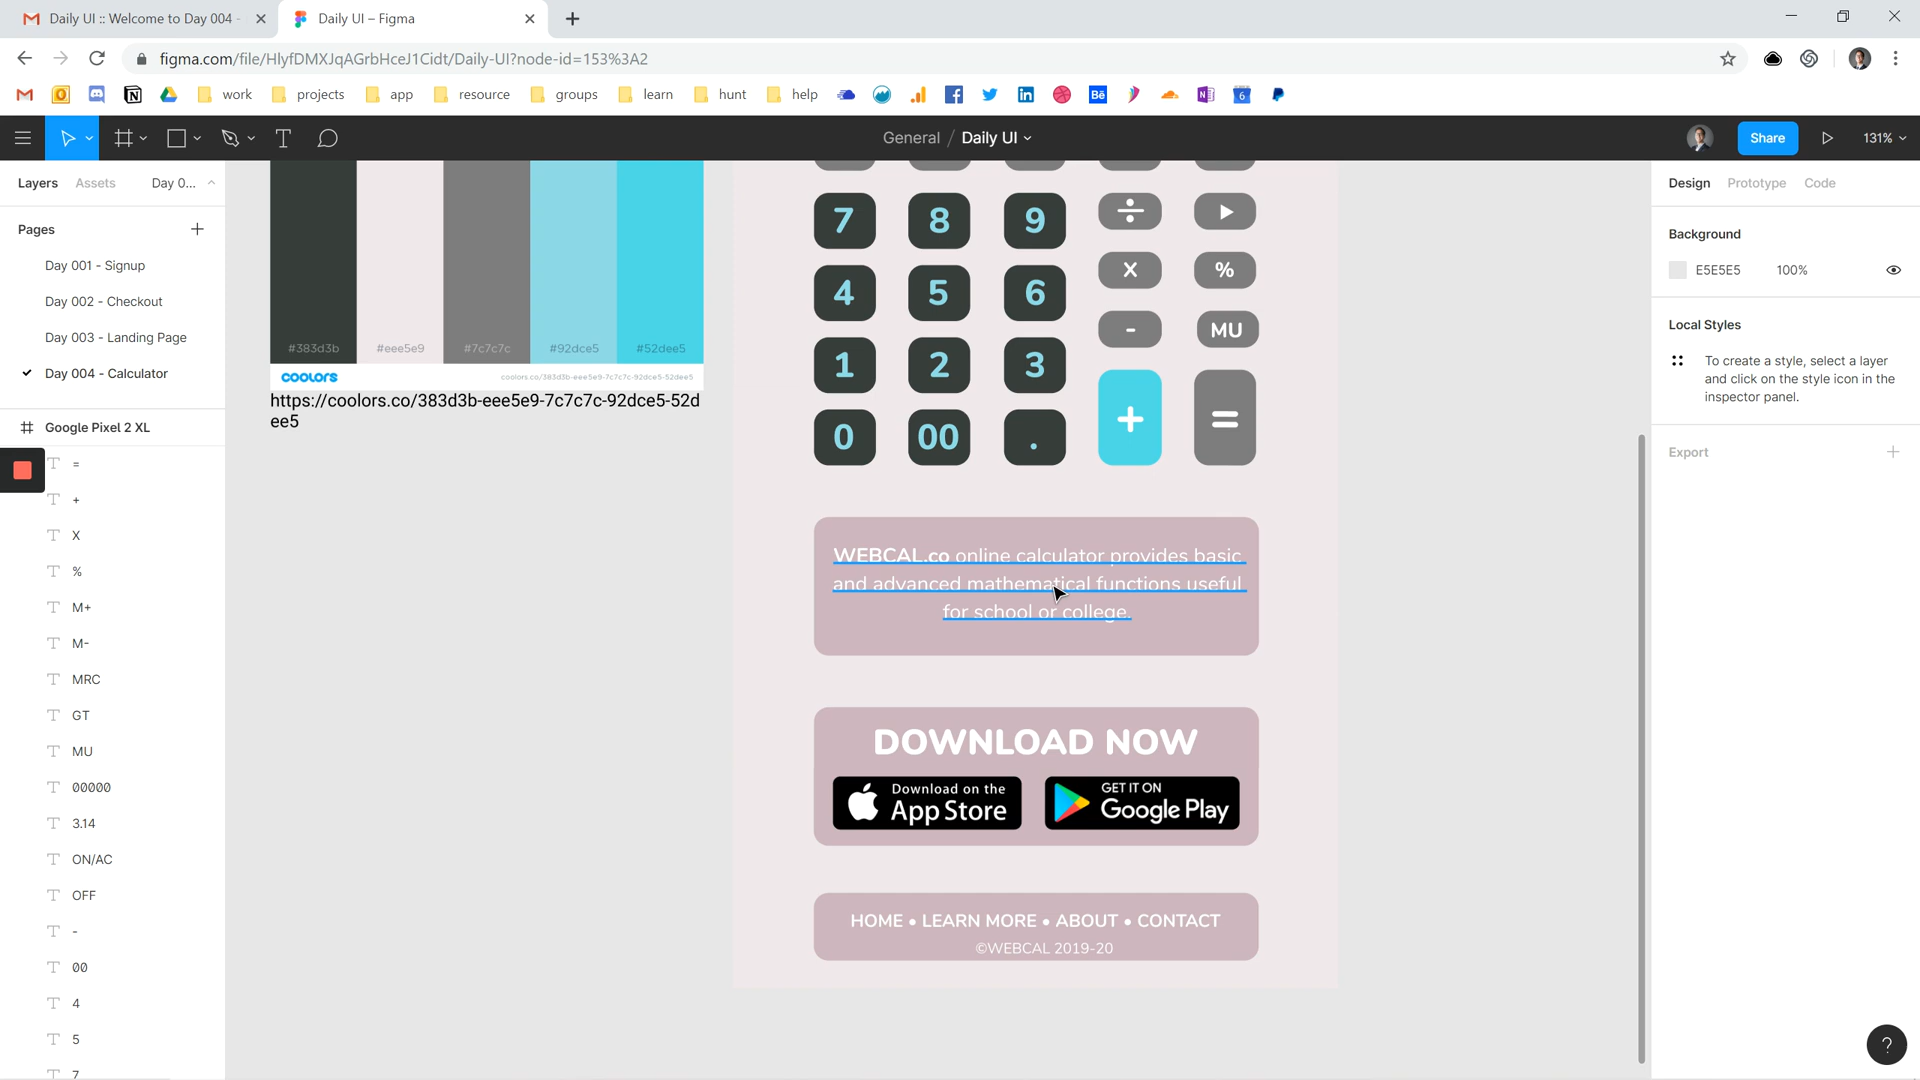 Daily UI :: Welcome to Day 004 -
Daily UI – Figma
figma.com/file/HlyfDMXJqAGrbHceJ1Cidt/Daily-UI?node-id=153%3A2
work
projects
app
resource
groups
learn
hunt
help
General / Daily UI
Share
131%
Layers
Assets
Day 0...
Pages
Day 001 - Signup
Day 002 - Checkout
Day 003 - Landing Page
Day 004 - Calculator
Google Pixel 2 XL
=
+
X
%
M+
M-
MRC
GT
MU
00000
3.14
ON/AC
OFF
-
00
4
5
7
#383d3b
#eee5e9
#7c7c7c
#92dce5
#52dee5
coolors
coolors.co/383d3b-eee5e9-7c7c7c-92dce5-52dee5
https://coolors.co/383d3b-eee5e9-7c7c7c-92dce5-52d
ee5
7 8 9 ÷
4 5 6 X %
- MU
1 2 3
0 00 . + =
WEBCAL.co online calculator provides basic
and advanced mathematical functions useful
for school or college.
DOWNLOAD NOW
Download on the
App Store
GET IT ON
Google Play
HOME • LEARN MORE • ABOUT • CONTACT
©WEBCAL 2019-20
Design
Prototype
Code
Background
E5E5E5
100%
Local Styles
To create a style, select a layer
and click on the style icon in the
inspector panel.
Export
?